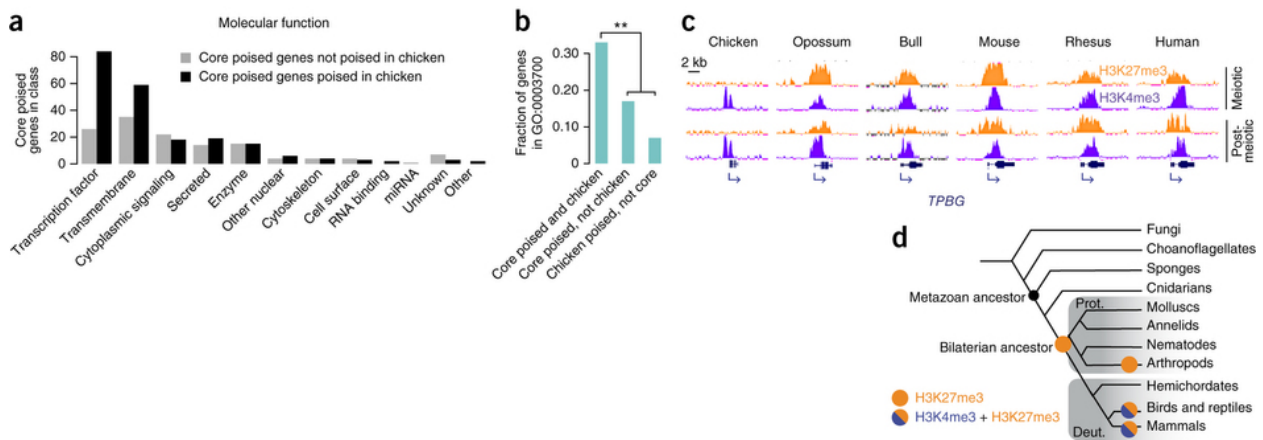 a
Molecular function
Core poised genes in class
80
60
40
20
0
Core poised genes not poised in chicken
Core poised genes poised in chicken
Transcription factor
Transmembrane
Cytoplasmic signaling
Secreted
Enzyme
Other nuclear
Cytoskeleton
Cell surface
RNA binding
miRNA
Unknown
Other
b
**
Fraction of genes
in GO:0003700
0.30
0.20
0.10
0
Core poised and chicken
Core poised, not chicken
Chicken poised, not core
c
Chicken Opossum Bull Mouse Rhesus Human
2 kb
H3K27me3
H3K4me3
Meiotic
Post-
meiotic
TPBG
d
Fungi
Choanoflagellates
Sponges
Cnidarians
Metazoan ancestor
Prot.
Molluscs
Annelids
Bilaterian ancestor
Nematodes
Arthropods
Hemichordates
H3K27me3
Birds and reptiles
H3K4me3 + H3K27me3
Mammals
Deut.